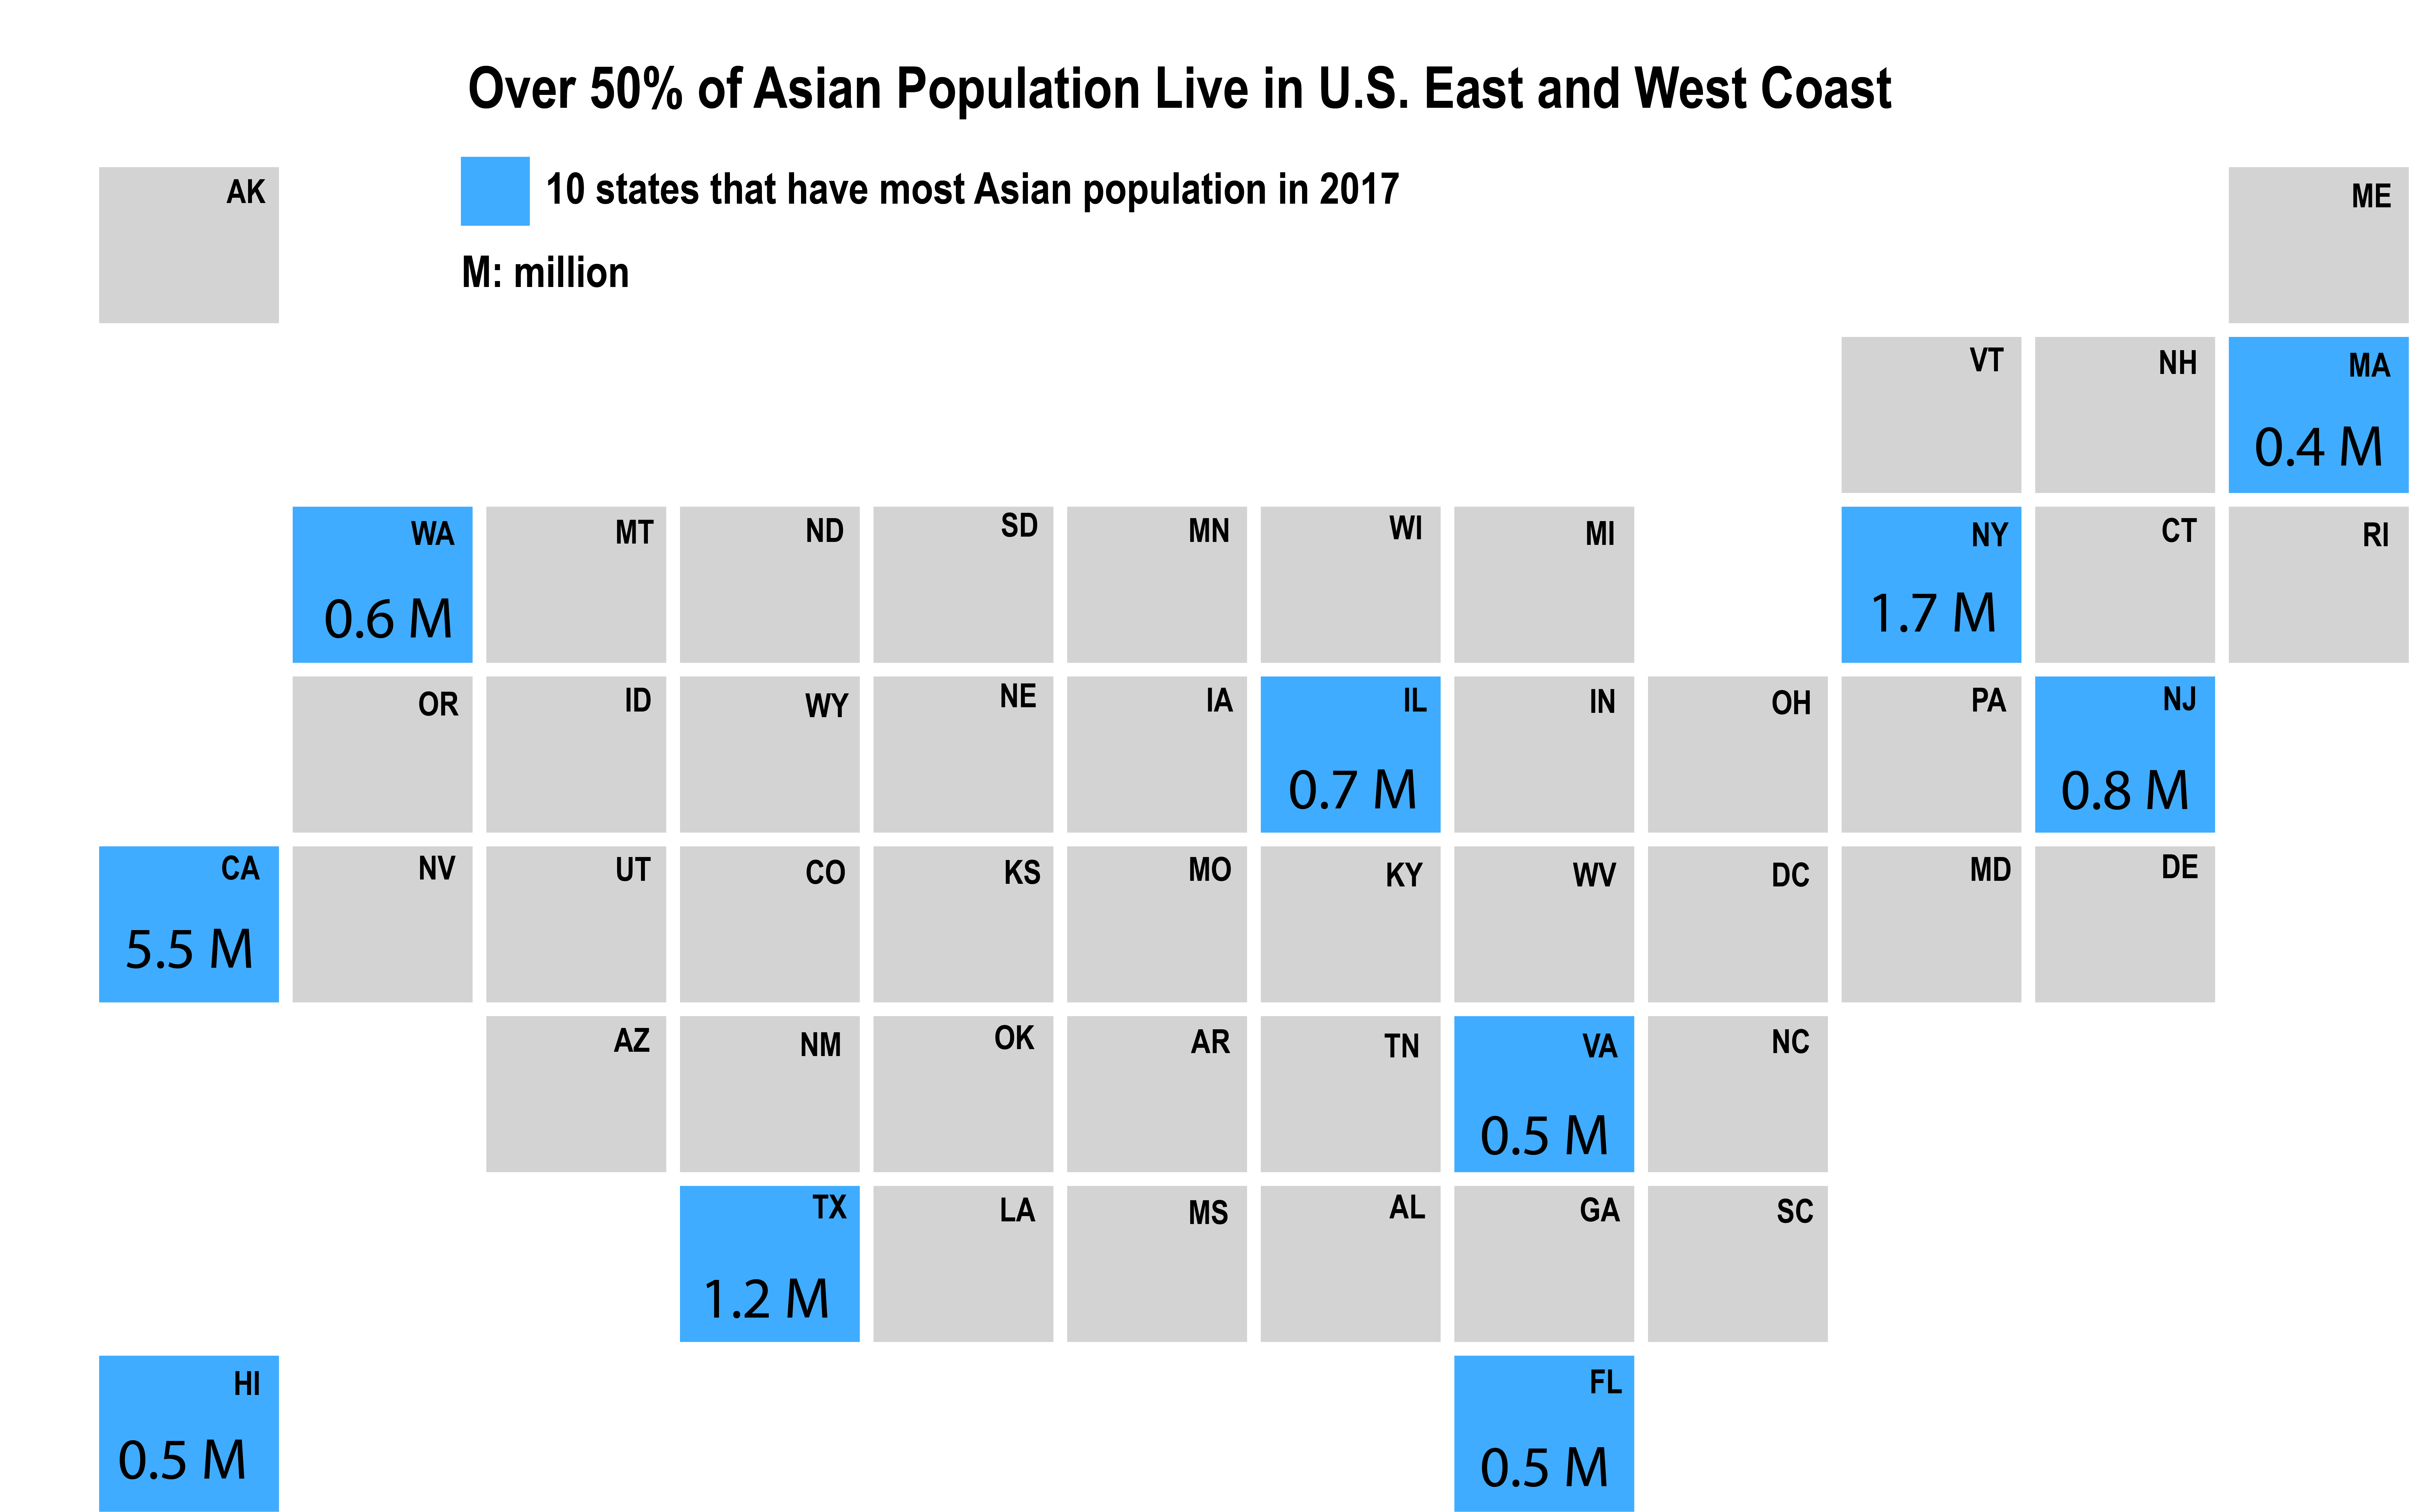 Over 50% of Asian Population Live in U.S. East and West Coast
10 states that have most Asian population in 2017
M: million
AK
ME
VT
NH
MA
0.4 M
WA
0.6 M
MT
ND
SD
MN
WI
MI
NY
1.7 M
CT
RI
OR
ID
WY
NE
IA
IL
0.7 M
IN
OH
PA
NJ
0.8 M
CA
5.5 M
NV
UT
CO
KS
MO
KY
WV
DC
MD
DE
AZ
NM
OK
AR
TN
VA
0.5 M
NC
TX
1.2 M
LA
MS
AL
GA
SC
HI
0.5 M
FL
0.5 M